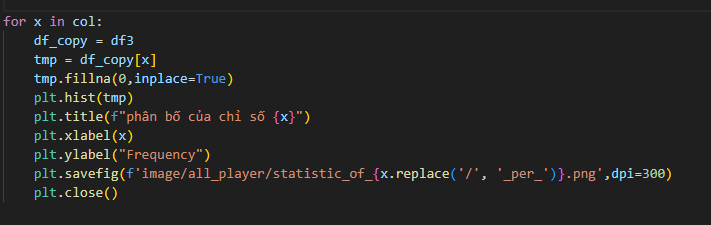 for x in col:
    df_copy = df3
    tmp = df_copy[x]
    tmp.fillna(0,inplace=True)
    plt.hist(tmp)
    plt.title(f"phân bố của chỉ số {x}")
    plt.xlabel(x)
    plt.ylabel("Frequency")
    plt.savefig(f'image/all_player/statistic_of_{x.replace('/', '_per_')}.png',dpi=300)
    plt.close()